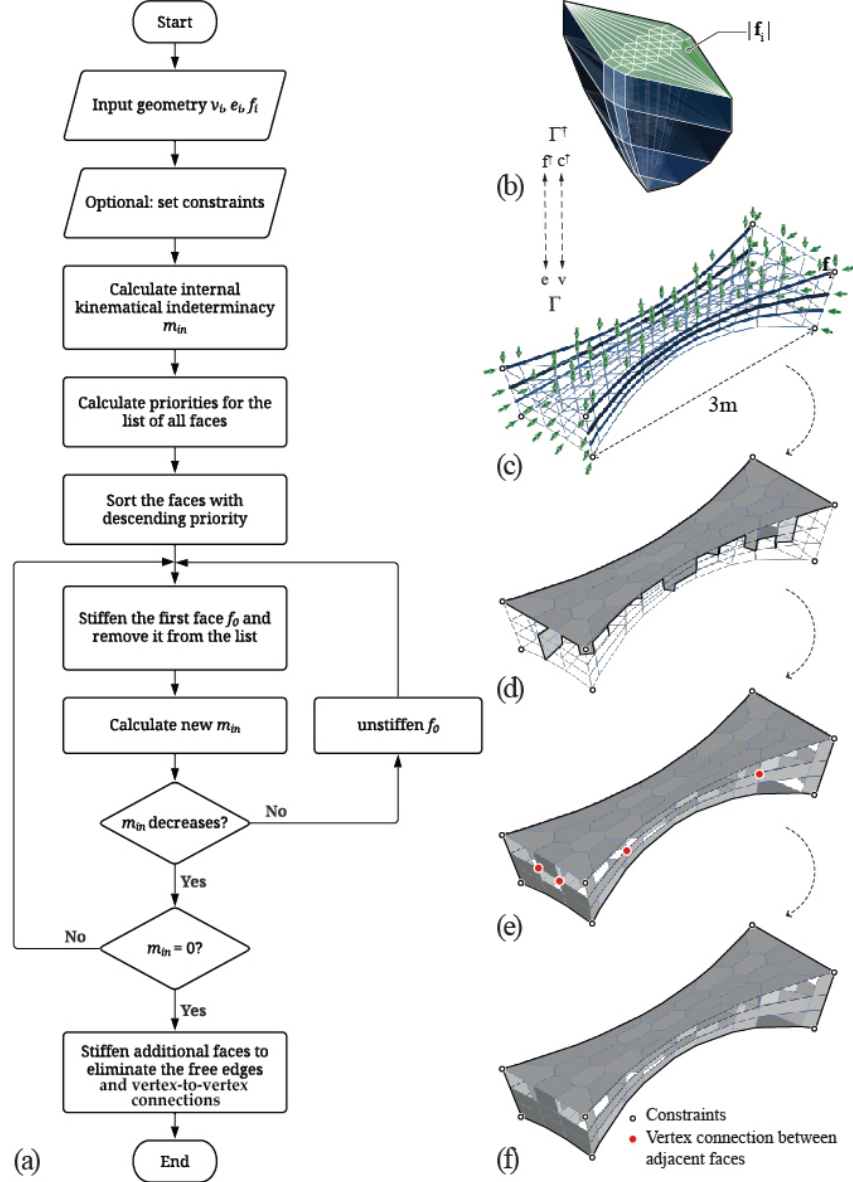 Start
Input geometry vᵢ, eᵢ, fᵢ
Optional: set constraints
Calculate internal
kinematical indeterminacy
mᵢₙ
Calculate priorities for the
list of all faces
Sort the faces with
descending priority
Stiffen the first face f₀ and
remove it from the list
Calculate new mᵢₙ
unstiffen f₀
mᵢₙ decreases?
No
Yes
mᵢₙ = 0?
No
Yes
Stiffen additional faces to
eliminate the free edges
and vertex-to-vertex
connections
End
(a)
|fᵢ|
Γ†
f† c†
(b)
e v
Γ
fᵢ
3m
(c)
(d)
(e)
(f)
Constraints
Vertex connection between
adjacent faces